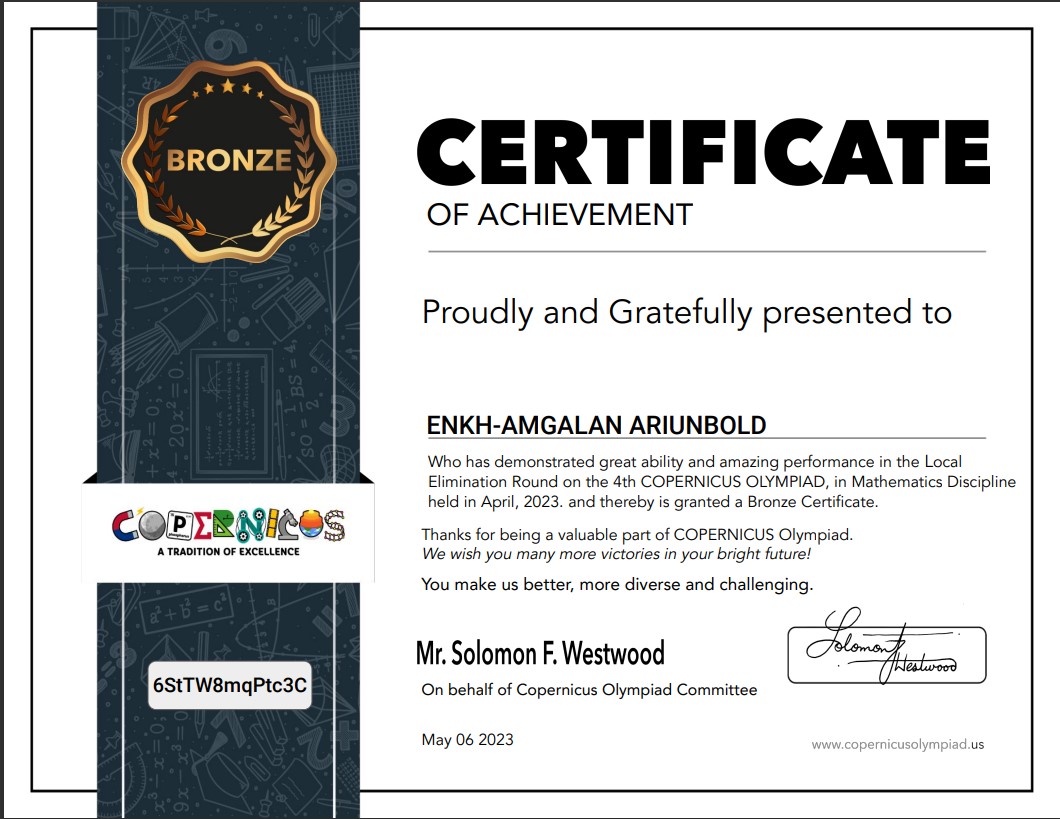 BRONZE
COPERNICUS
A TRADITION OF EXCELLENCE
6StTW8mqPtc3C
CERTIFICATE
OF ACHIEVEMENT
Proudly and Gratefully presented to
ENKH-AMGALAN ARIUNBOLD
Who has demonstrated great ability and amazing performance in the Local
Elimination Round on the 4th COPERNICUS OLYMPIAD, in Mathematics Discipline
held in April, 2023. and thereby is granted a Bronze Certificate.
Thanks for being a valuable part of COPERNICUS Olympiad.
We wish you many more victories in your bright future!
You make us better, more diverse and challenging.
Mr. Solomon F. Westwood
Solomon Westwood
On behalf of Copernicus Olympiad Committee
May 06 2023
www.copernicusolympiad.us